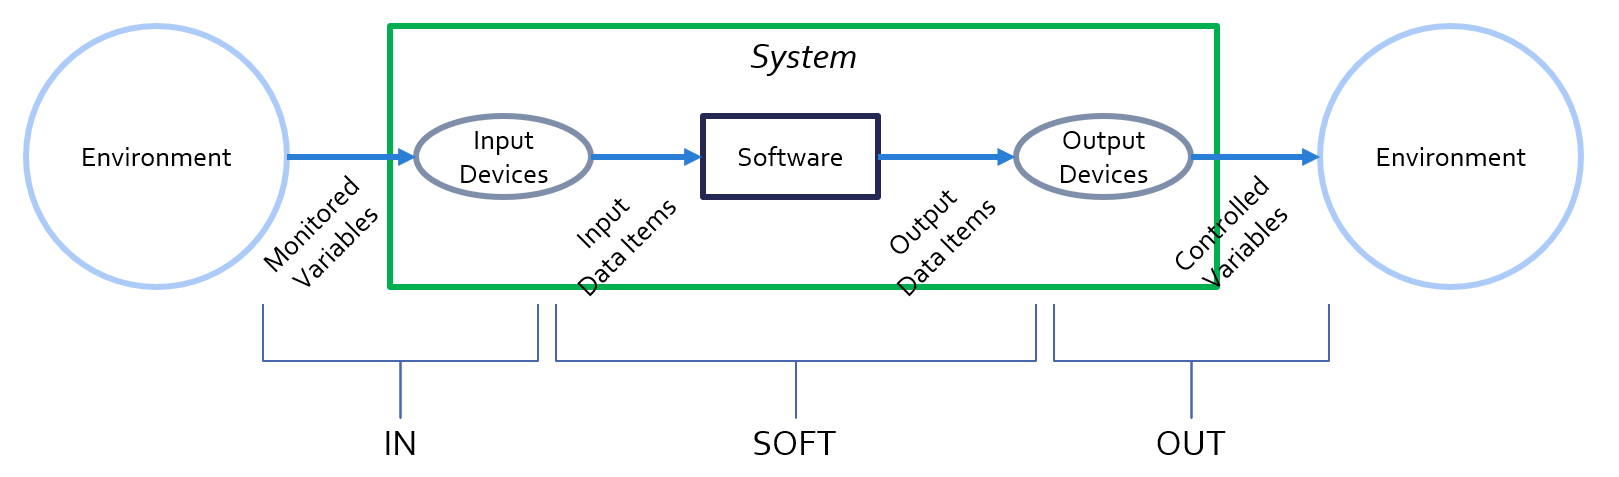 System
Environment
Input
Devices
Software
Output
Devices
Environment
Monitored
Variables
Input
Data Items
Output
Data Items
Controlled
Variables
IN
SOFT
OUT